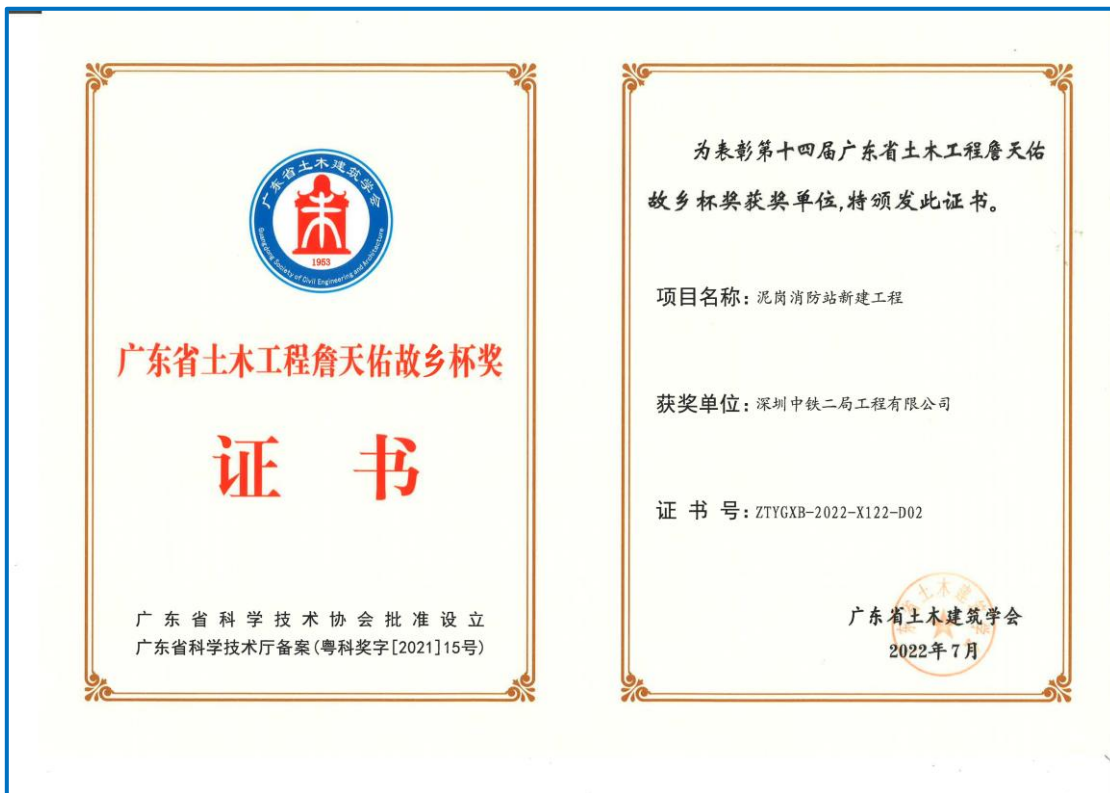 广东省土木建筑学会
1953
Guangdong Society of Civil Engineering and Architecture
广东省土木工程詹天佑故乡杯奖
证 书
广东省科学技术协会批准设立
广东省科学技术厅备案(粤科奖字[2021]15号)
为表彰第十四届广东省土木工程詹天佑
故乡杯奖获奖单位,特颁发此证书。
项目名称:泥岗消防站新建工程
获奖单位:深圳中铁二局工程有限公司
证 书 号:ZTYGXB-2022-X122-D02
广东省土木建筑学会
2022年7月